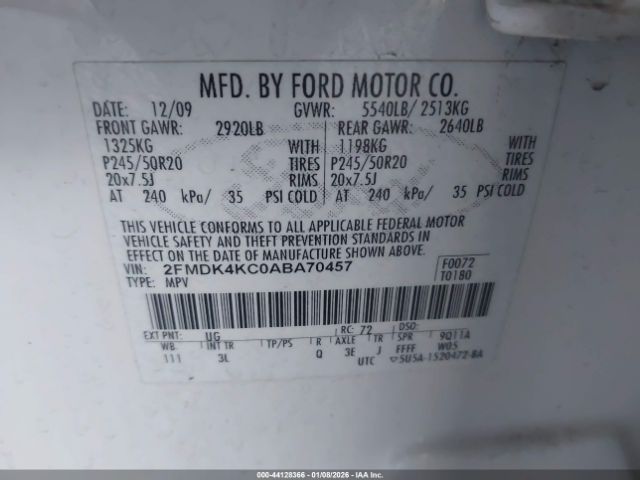 MFD. BY FORD MOTOR CO.
DATE: 12/09 GVWR: 5540LB/ 2513KG
FRONT GAWR: 2920LB REAR GAWR: 2640LB
1325KG WITH 1198KG WITH
P245/50R20 TIRES P245/50R20 TIRES
20x7.5J RIMS 20x7.5J RIMS
AT 240 kPa/ 35 PSI COLD AT 240 kPa/ 35 PSI COLD
THIS VEHICLE CONFORMS TO ALL APPLICABLE FEDERAL MOTOR
VEHICLE SAFETY AND THEFT PREVENTION STANDARDS IN
EFFECT ON THE DATE OF MANUFACTURE SHOWN ABOVE.
VIN: 2FMDK4KC0ABA70457 F0072
TYPE: MPV T0180
EXT PNT: UG RC: 72 DSO:
WB INT TR TP/PS R AXLE TR SPR 9Q11A
111 3L Q 3E J FFFF W05
UTC 5U5A-1520472-BA
000-44128366 | 01/08/2026 | IAA Inc.